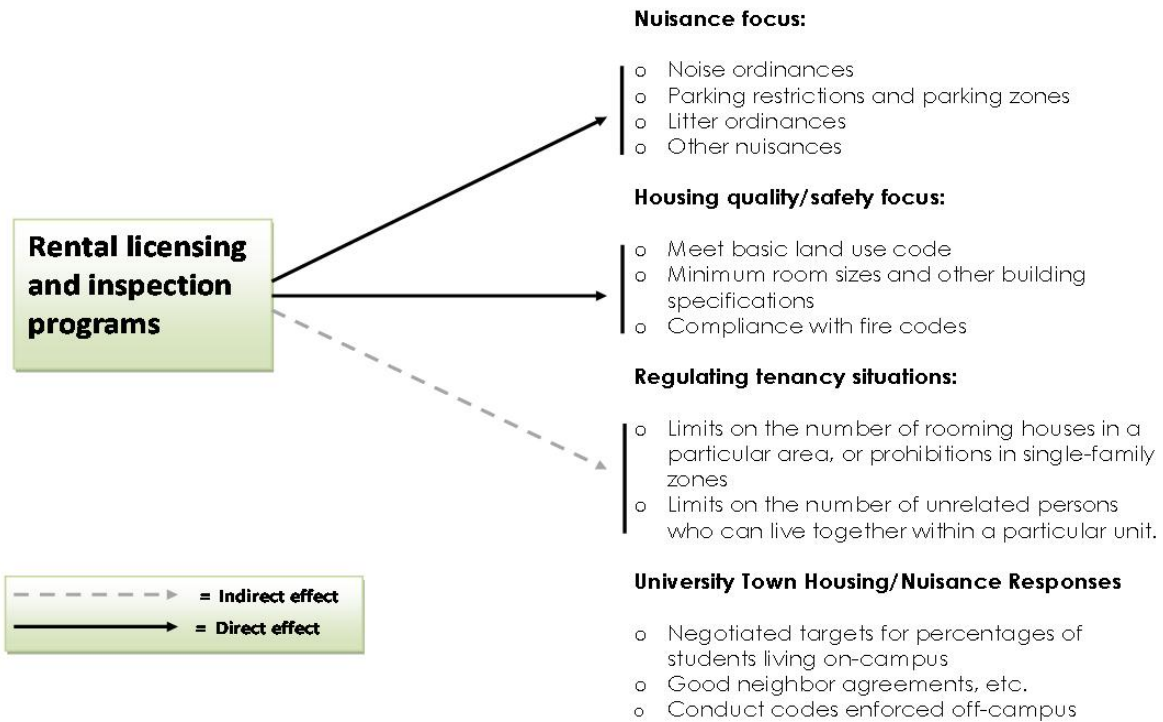 Nuisance focus:
o Noise ordinances
o Parking restrictions and parking zones
o Litter ordinances
o Other nuisances
Housing quality/safety focus:
o Meet basic land use code
o Minimum room sizes and other building
specifications
o Compliance with fire codes
Rental licensing
and inspection
programs
Regulating tenancy situations:
o Limits on the number of rooming houses in a
particular area, or prohibitions in single-family
zones
o Limits on the number of unrelated persons
who can live together within a particular unit.
University Town Housing/Nuisance Responses
o Negotiated targets for percentages of
students living on-campus
o Good neighbor agreements, etc.
o Conduct codes enforced off-campus
= Indirect effect
= Direct effect